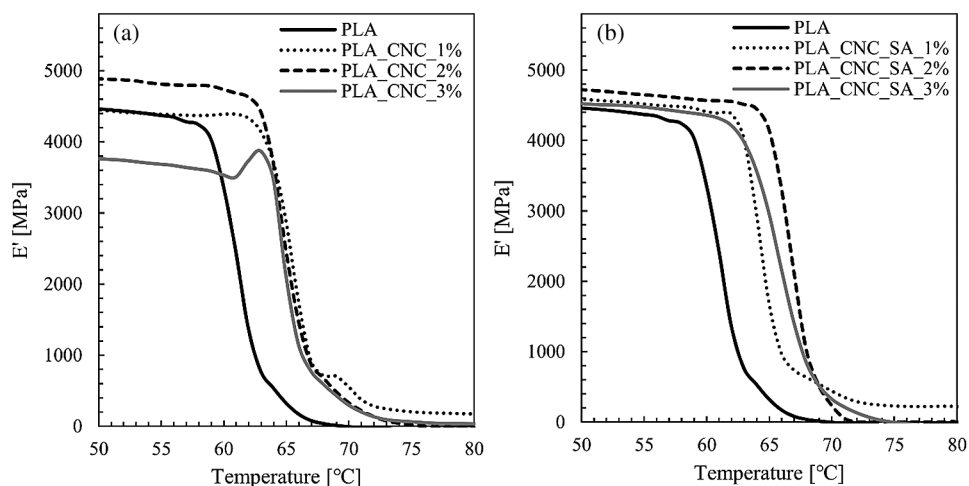 (a)
PLA
PLA_CNC_1%
PLA_CNC_2%
PLA_CNC_3%
5000
4000
3000
2000
1000
0
E' [MPa]
50 55 60 65 70 75 80
Temperature [°C]
(b)
PLA
PLA_CNC_SA_1%
PLA_CNC_SA_2%
PLA_CNC_SA_3%
5000
4000
3000
2000
1000
0
E' [MPa]
50 55 60 65 70 75 80
Temperature [°C]